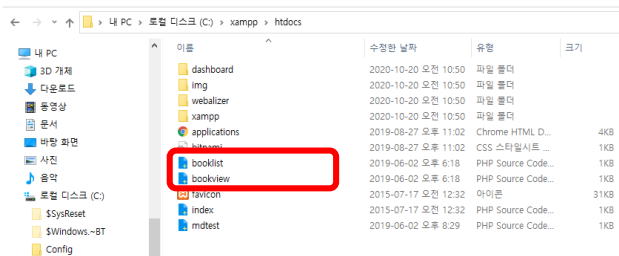 내 PC > 로컬 디스크 (C:) > xampp > htdocs
내 PC
3D 개체
다운로드
동영상
문서
바탕 화면
사진
음악
로컬 디스크 (C:)
$SysReset
$Windows.~BT
Config
이름 수정한 날짜 유형 크기
dashboard 2020-10-20 오전 10:50 파일 폴더
img 2020-10-20 오전 10:50 파일 폴더
webalizer 2020-10-20 오전 10:50 파일 폴더
xampp 2020-10-20 오전 10:50 파일 폴더
applications 2019-08-27 오후 11:02 Chrome HTML D... 4KB
bitnami 2019-08-27 오후 11:02 CSS 스타일시트 ... 1KB
booklist 2019-06-02 오후 6:18 PHP Source Code... 1KB
bookview 2019-06-02 오후 6:18 PHP Source Code... 1KB
favicon 2015-07-17 오전 12:32 아이콘 31KB
index 2015-07-17 오전 12:32 PHP Source Code... 1KB
mdtest 2019-06-02 오후 8:29 PHP Source Code... 1KB